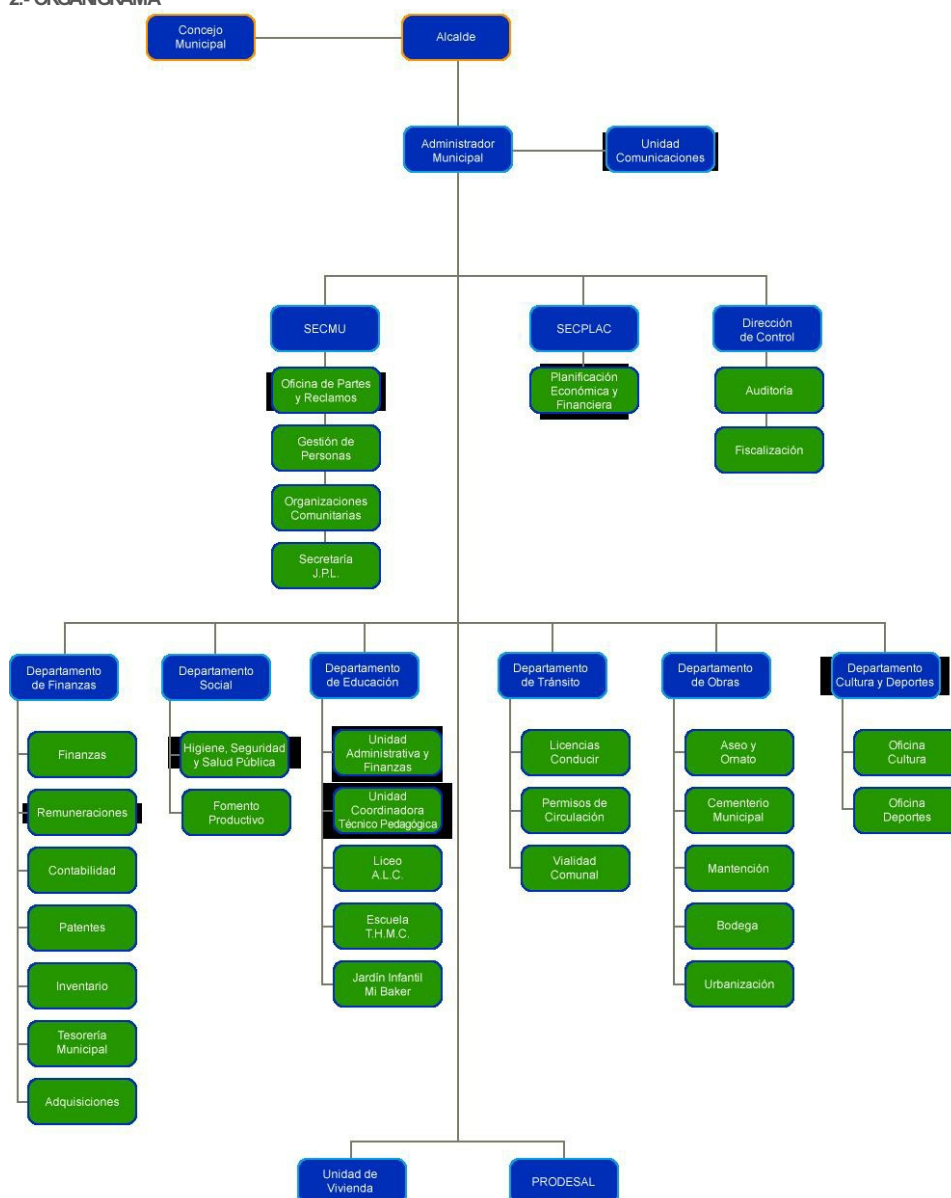 2.- ORGANIGRAMA
Concejo
Municipal
Alcalde
Administrador
Municipal
Unidad
Comunicaciones
SECMU
SECPLAC
Dirección
de Control
Oficina de Partes
y Reclamos
Gestión de
Personas
Organizaciones
Comunitarias
Secretaría
J.P.L.
Planificación
Económica y
Financiera
Auditoría
Fiscalización
Departamento
de Finanzas
Departamento
Social
Departamento
de Educación
Departamento
de Tránsito
Departamento
de Obras
Departamento
Cultura y Deportes
Finanzas
Remuneraciones
Contabilidad
Patentes
Inventario
Tesorería
Municipal
Adquisiciones
Higiene, Seguridad
y Salud Pública
Fomento
Productivo
Unidad
Administrativa y
Finanzas
Unidad
Coordinadora
Técnico Pedagógica
Liceo
A.L.C.
Escuela
T.H.M.C.
Jardín Infantil
Mi Baker
Licencias
Conducir
Permisos de
Circulación
Vialidad
Comunal
Aseo y
Ornato
Cementerio
Municipal
Mantención
Bodega
Urbanización
Oficina
Cultura
Oficina
Deportes
Unidad de
Vivienda
PRODESAL